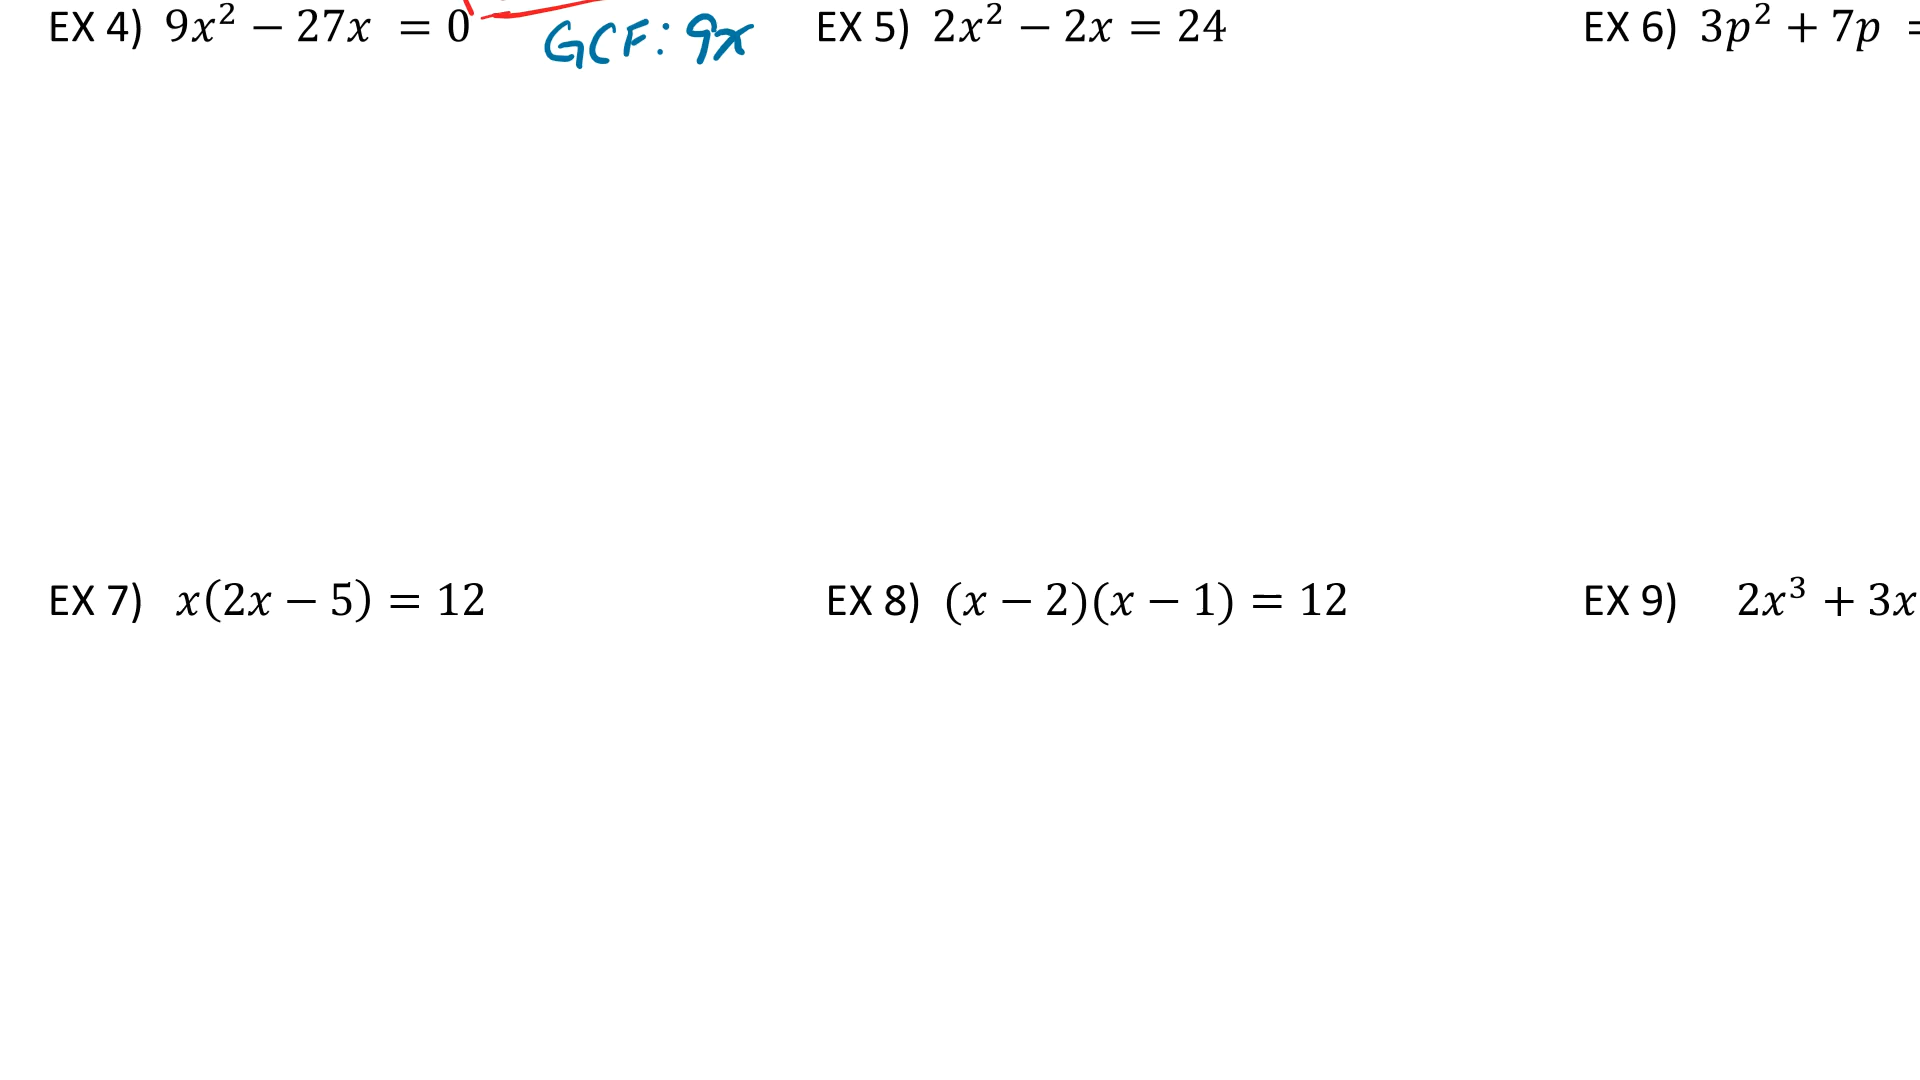 EX 4) 9x² − 27x = 0 GCF: 9x
EX 5) 2x² − 2x = 24
EX 6) 3p² + 7p =
EX 7) x(2x − 5) = 12
EX 8) (x − 2)(x − 1) = 12
EX 9) 2x³ + 3x